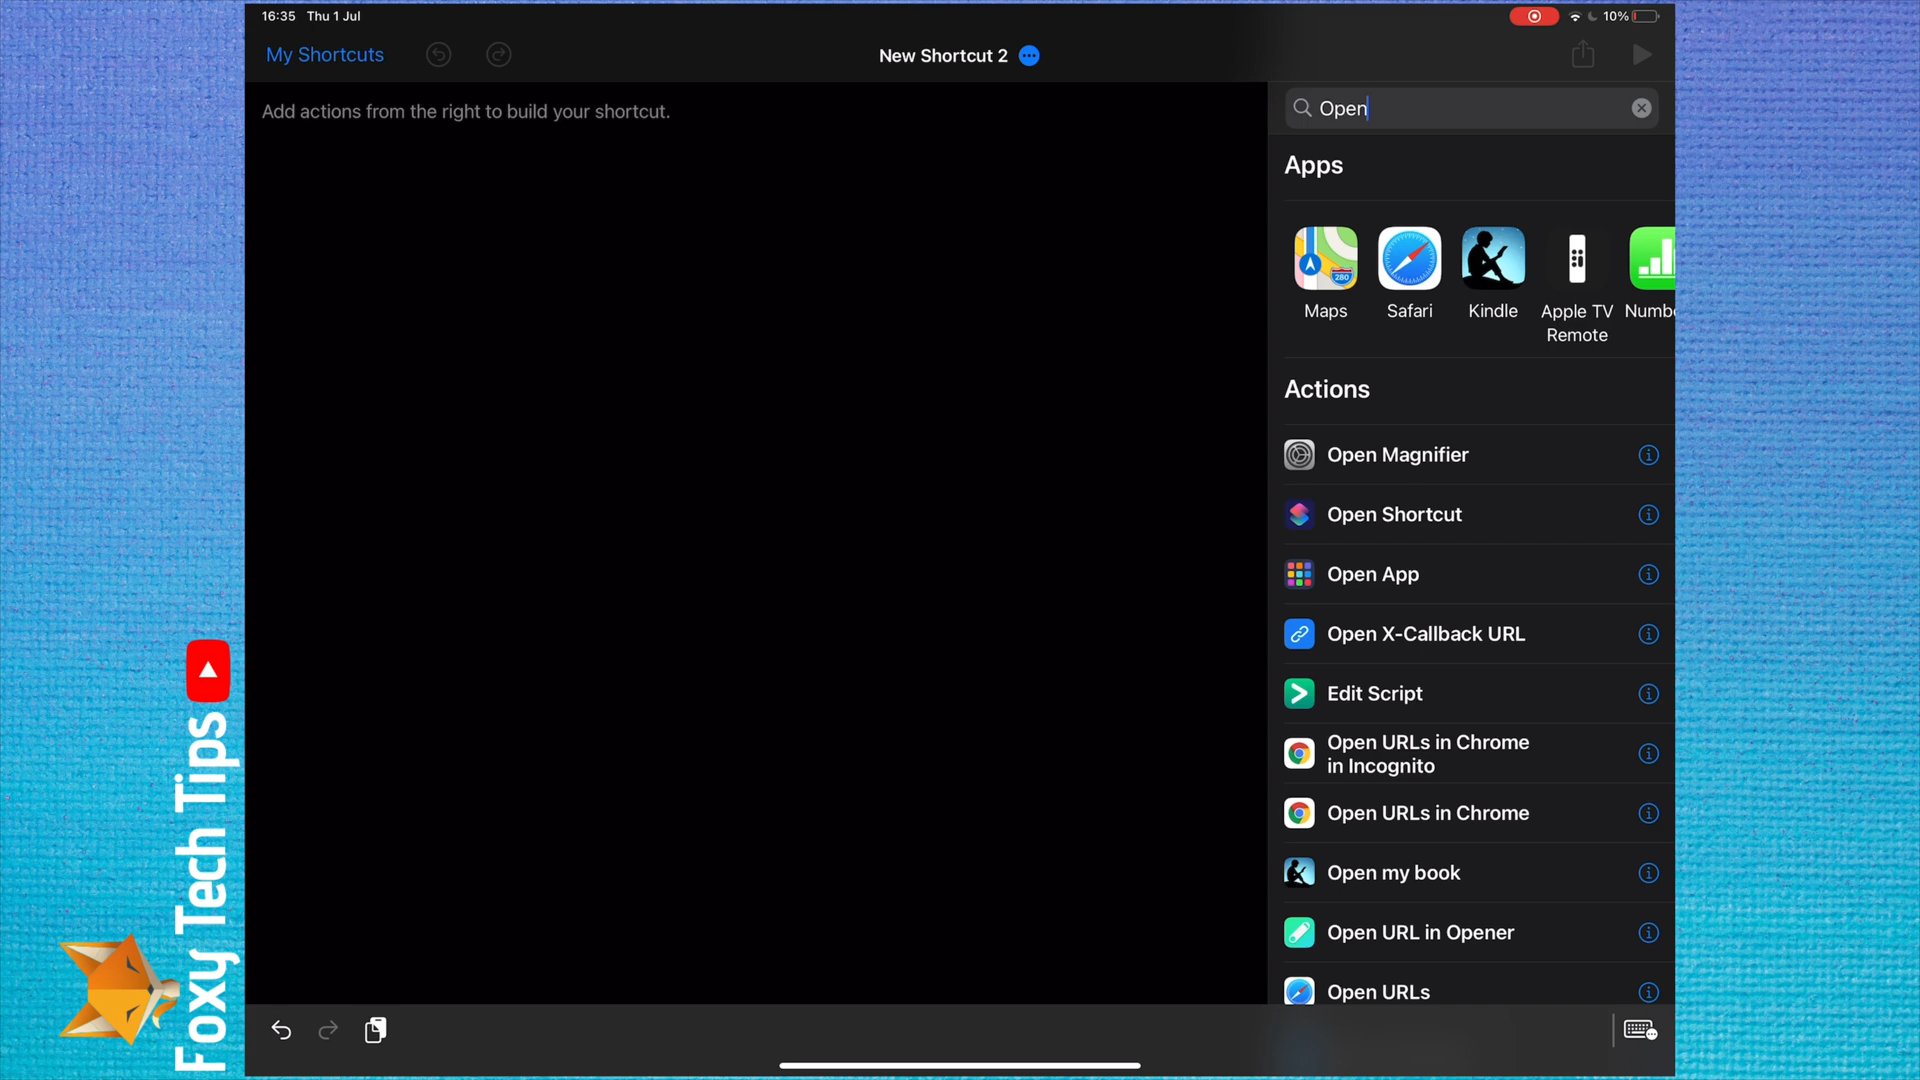 16:35 Thu 1 Jul
10%
My Shortcuts
New Shortcut 2
Add actions from the right to build your shortcut.
Open
Apps
280
Maps
Safari
Kindle
Apple TV
Remote
Numb
Actions
Open Magnifier
Open Shortcut
Open App
Open X-Callback URL
Edit Script
Open URLs in Chrome
in Incognito
Open URLs in Chrome
Open my book
Open URL in Opener
Open URLs
Foxy Tech Tips